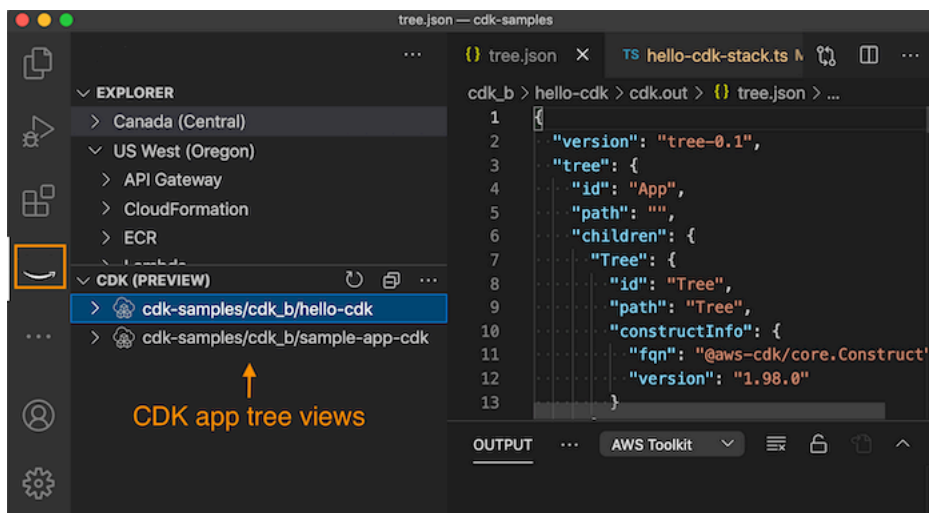 tree.json — cdk-samples
{} tree.json × TS hello-cdk-stack.ts M
EXPLORER
Canada (Central)
US West (Oregon)
API Gateway
CloudFormation
ECR
Lambda
CDK (PREVIEW)
cdk-samples/cdk_b/hello-cdk
cdk-samples/cdk_b/sample-app-cdk
CDK app tree views
cdk_b > hello-cdk > cdk.out > {} tree.json > ...
1 {
2 "version": "tree-0.1",
3 "tree": {
4 "id": "App",
5 "path": "",
6 "children": {
7 "Tree": {
8 "id": "Tree",
9 "path": "Tree",
10 "constructInfo": {
11 "fqn": "@aws-cdk/core.Construct"
12 "version": "1.98.0"
13 }
OUTPUT ... AWS Toolkit